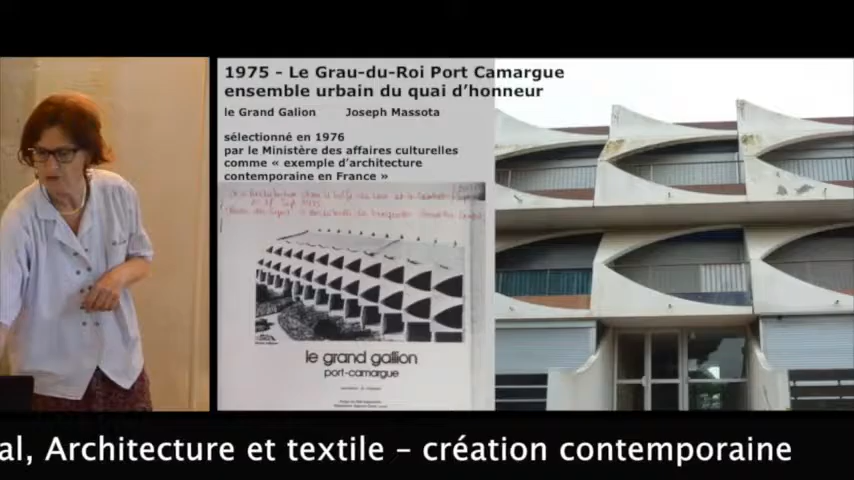 1975 - Le Grau-du-Roi Port Camargue
ensemble urbain du quai d'honneur
le Grand Galion Joseph Massota
sélectionné en 1976
par le Ministère des affaires culturelles
comme « exemple d'architecture
contemporaine en France »
le grand galion
port-camargue
al, Architecture et textile – création contemporaine